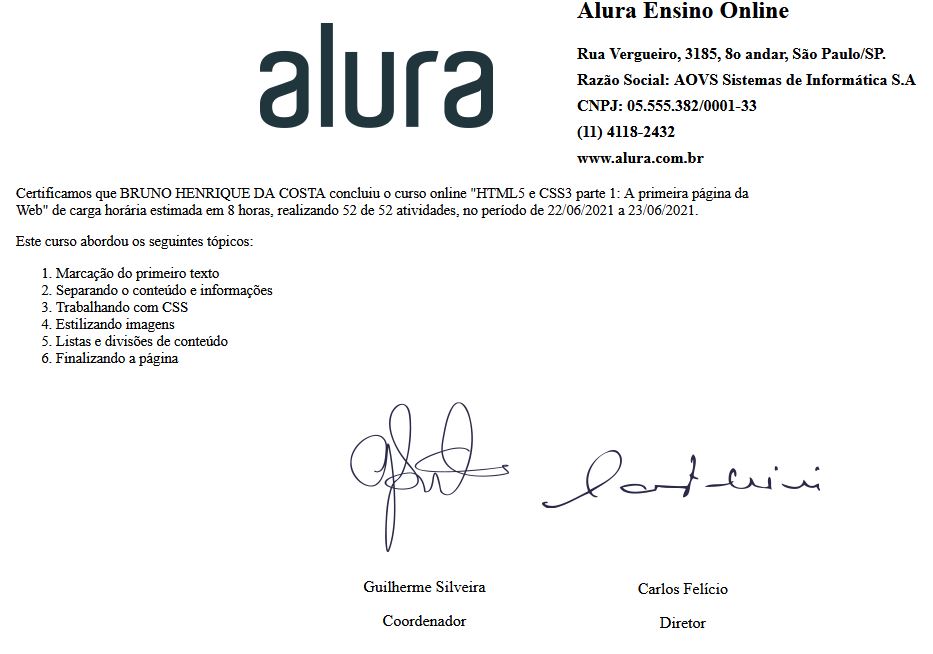 alura
Alura Ensino Online
Rua Vergueiro, 3185, 8o andar, São Paulo/SP.
Razão Social: AOVS Sistemas de Informática S.A
CNPJ: 05.555.382/0001-33
(11) 4118-2432
www.alura.com.br
Certificamos que BRUNO HENRIQUE DA COSTA concluiu o curso online "HTML5 e CSS3 parte 1: A primeira página da
Web" de carga horária estimada em 8 horas, realizando 52 de 52 atividades, no período de 22/06/2021 a 23/06/2021.
Este curso abordou os seguintes tópicos:
1. Marcação do primeiro texto
2. Separando o conteúdo e informações
3. Trabalhando com CSS
4. Estilizando imagens
5. Listas e divisões de conteúdo
6. Finalizando a página
Guilherme Silveira
Carlos Felício
Coordenador
Diretor